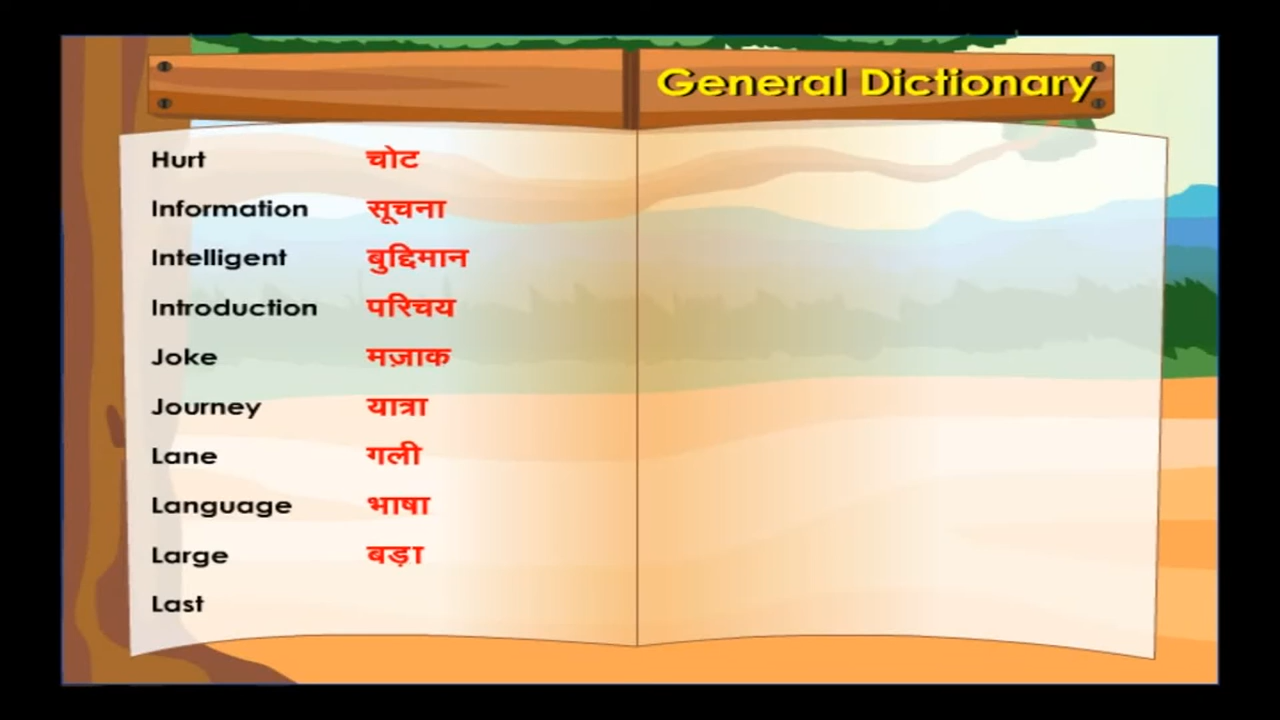 General Dictionary
Hurt चोट
Information सूचना
Intelligent बुद्दिमान
Introduction परिचय
Joke मज़ाक
Journey यात्रा
Lane गली
Language भाषा
Large बड़ा
Last